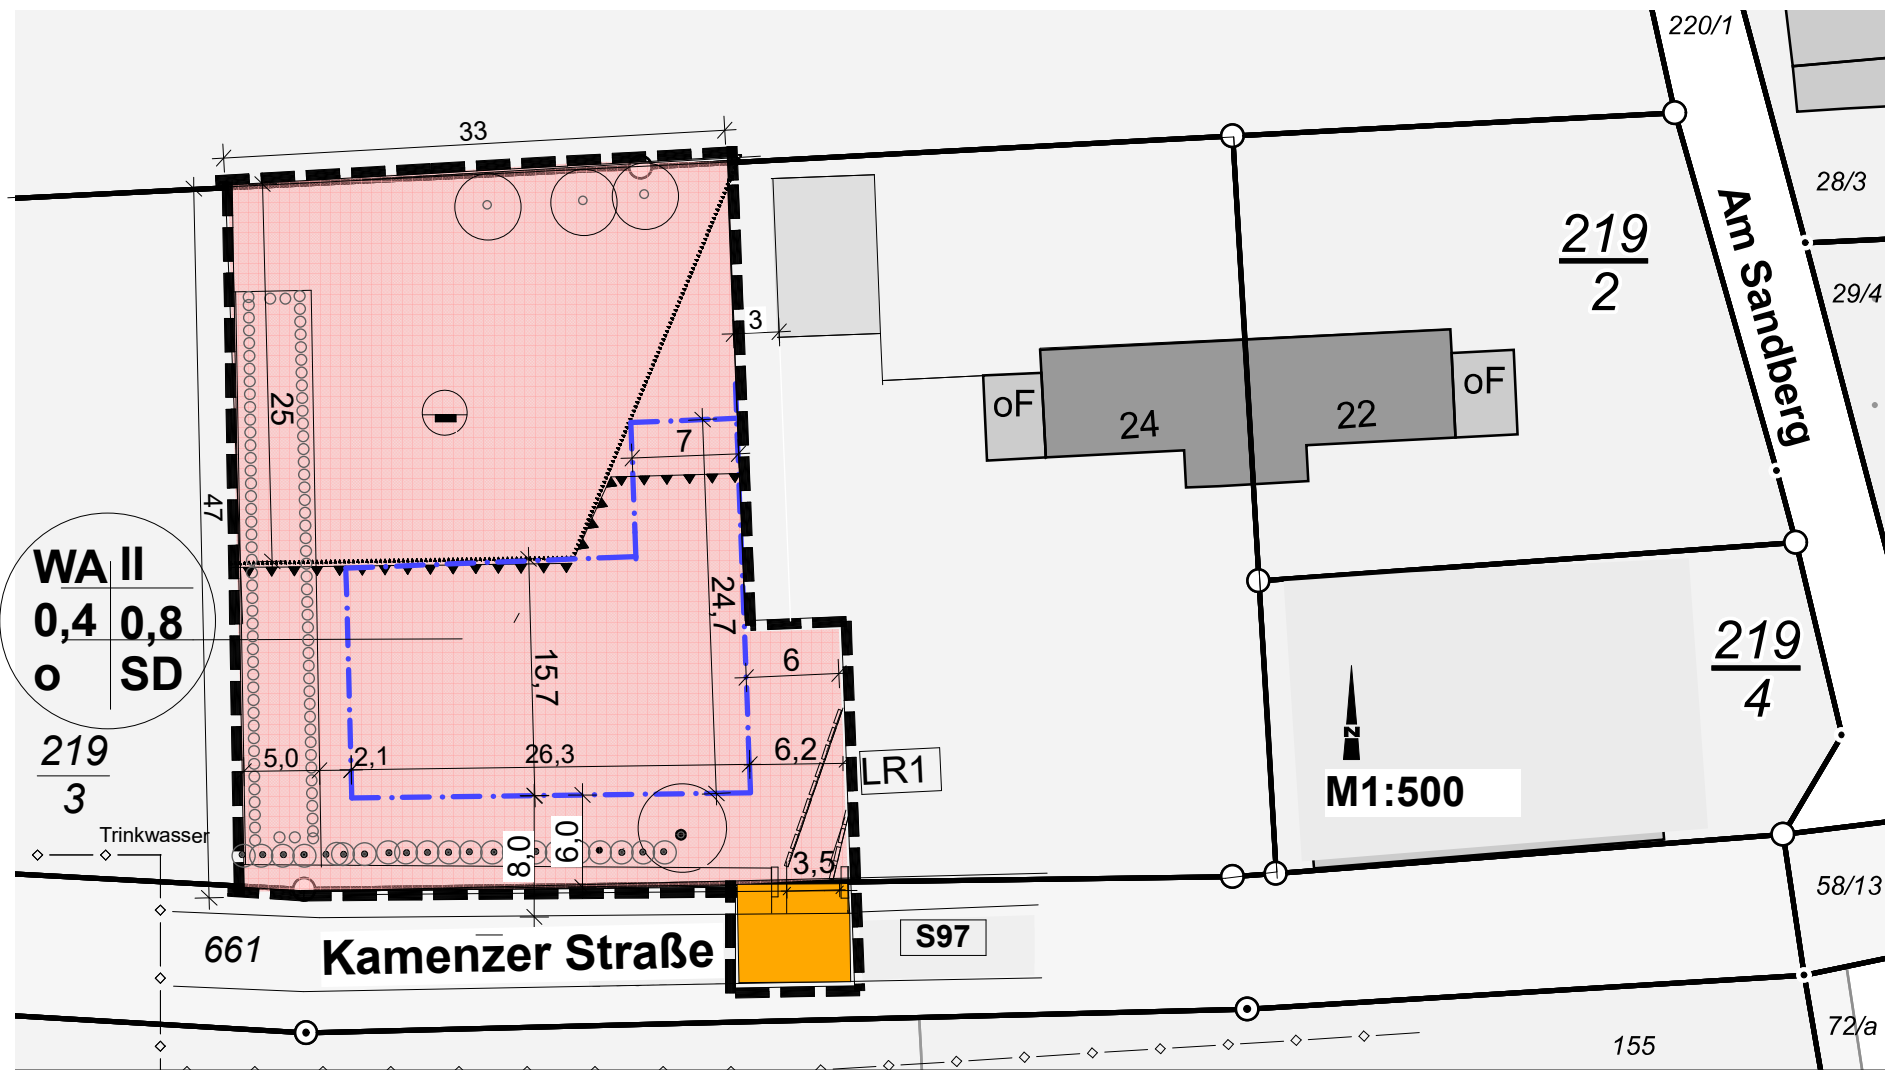 220/1
33
28/3
219
2
Am Sandberg
29/4
3
25
oF
oF
24
22
7
47
WA II
0,4 0,8
o SD
24,7
15,7
6
219
4
219
3
5,0
2,1
26,3
6,2
LR1
N
M1:500
Trinkwasser
8,0
6,0
3,5
58/13
661
Kamenzer Straße
S97
72/a
155